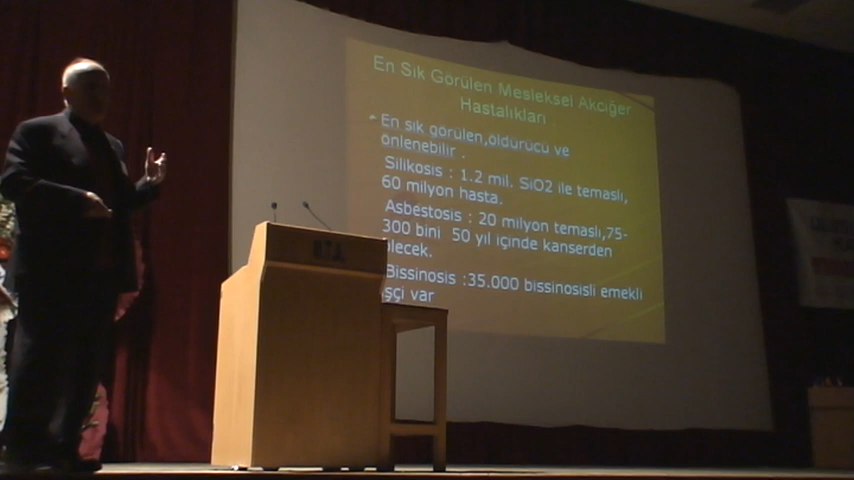 En Sık Görülen Mesleksel Akciğer
Hastalıkları
En sık görülen,öldürücü ve
önlenebilir .
Silikosis : 1.2 mil. SiO2 ile temaslı,
60 milyon hasta.
Asbestosis : 20 milyon temaslı,75-
300 bini 50 yıl içinde kanserden
ölecek.
Bissinosis :35.000 bissinosisli emekli
işçi var